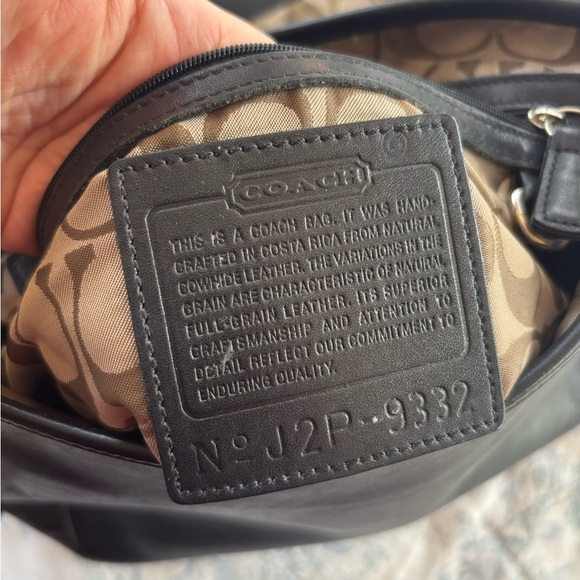 COACH
THIS IS A COACH BAG. IT WAS HAND-
CRAFTED IN COSTA RICA FROM NATURAL
COWHIDE LEATHER. THE VARIATIONS IN THE
GRAIN ARE CHARACTERISTIC OF NATURAL
FULL-GRAIN LEATHER. ITS SUPERIOR
CRAFTSMANSHIP AND ATTENTION TO
DETAIL REFLECT OUR COMMITMENT TO
ENDURING QUALITY.
No J2P-9332